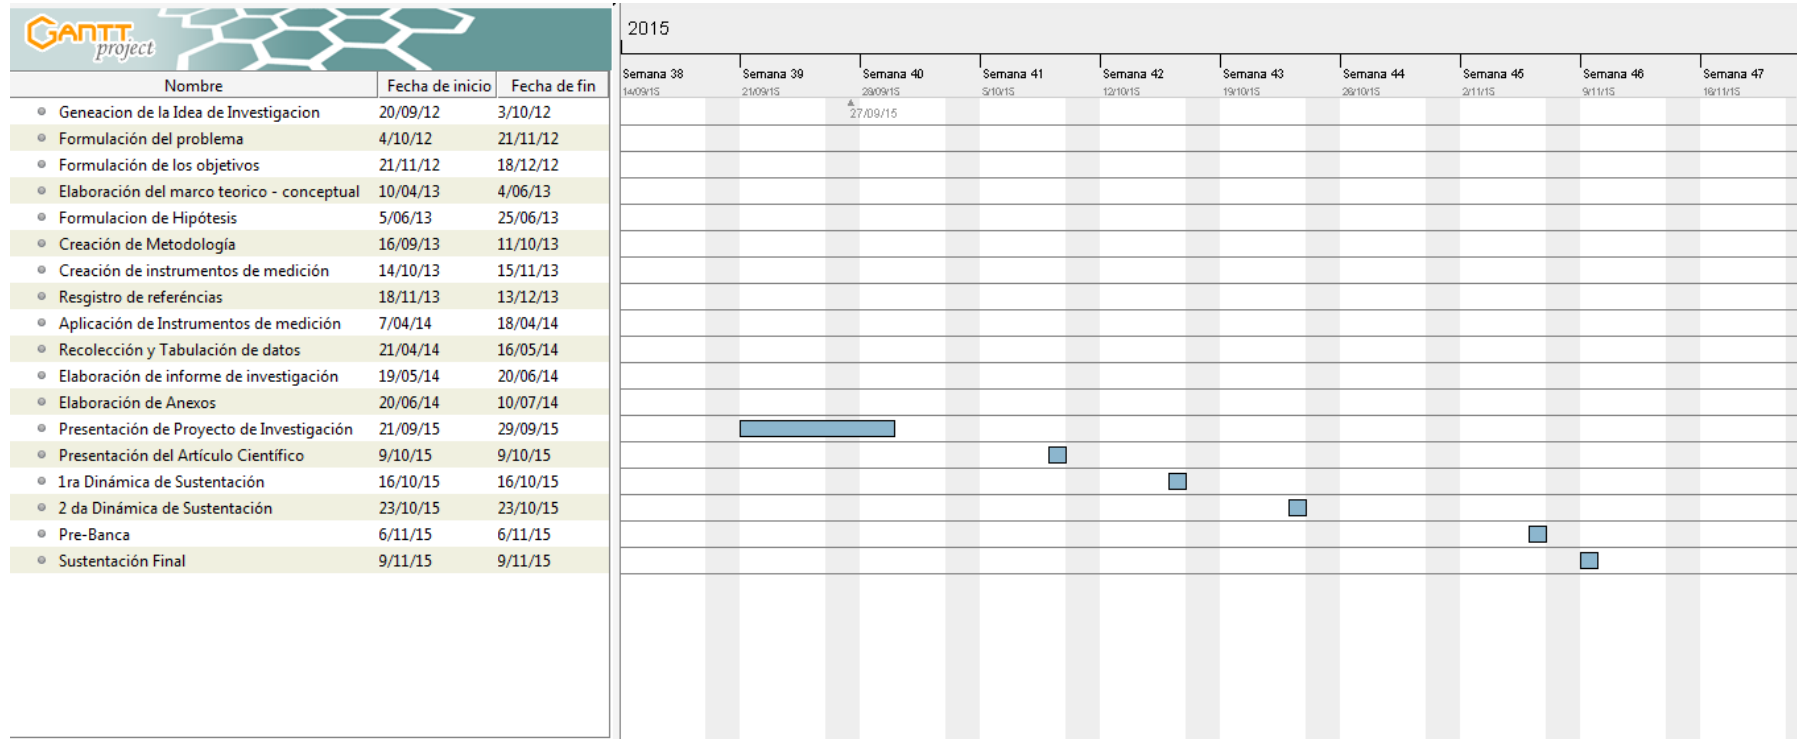 GANTT
project
2015
Semana 38 Semana 39 Semana 40 Semana 41 Semana 42 Semana 43 Semana 44 Semana 45 Semana 46 Semana 47
14/09/15 21/09/15 28/09/15 5/10/15 12/10/15 19/10/15 26/10/15 2/11/15 9/11/15 16/11/15
27/09/15
Nombre Fecha de inicio Fecha de fin
Geneacion de la Idea de Investigacion 20/09/12 3/10/12
Formulación del problema 4/10/12 21/11/12
Formulación de los objetivos 21/11/12 18/12/12
Elaboración del marco teorico - conceptual 10/04/13 4/06/13
Formulacion de Hipótesis 5/06/13 25/06/13
Creación de Metodología 16/09/13 11/10/13
Creación de instrumentos de medición 14/10/13 15/11/13
Resgistro de referéncias 18/11/13 13/12/13
Aplicación de Instrumentos de medición 7/04/14 18/04/14
Recolección y Tabulación de datos 21/04/14 16/05/14
Elaboración de informe de investigación 19/05/14 20/06/14
Elaboración de Anexos 20/06/14 10/07/14
Presentación de Proyecto de Investigación 21/09/15 29/09/15
Presentación del Artículo Científico 9/10/15 9/10/15
1ra Dinámica de Sustentación 16/10/15 16/10/15
2 da Dinámica de Sustentación 23/10/15 23/10/15
Pre-Banca 6/11/15 6/11/15
Sustentación Final 9/11/15 9/11/15